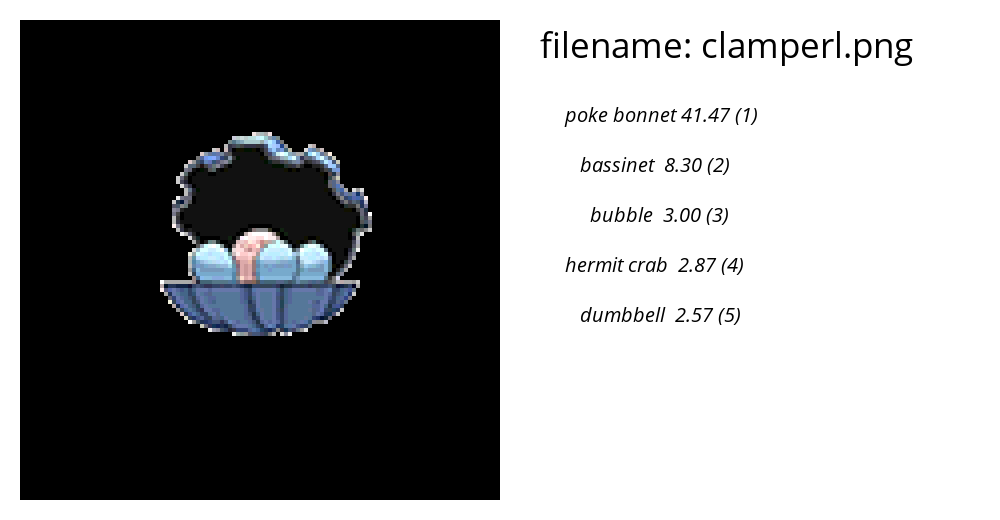 filename: clamperl.png
poke bonnet 41.47 (1)
bassinet 8.30 (2)
bubble 3.00 (3)
hermit crab 2.87 (4)
dumbbell 2.57 (5)